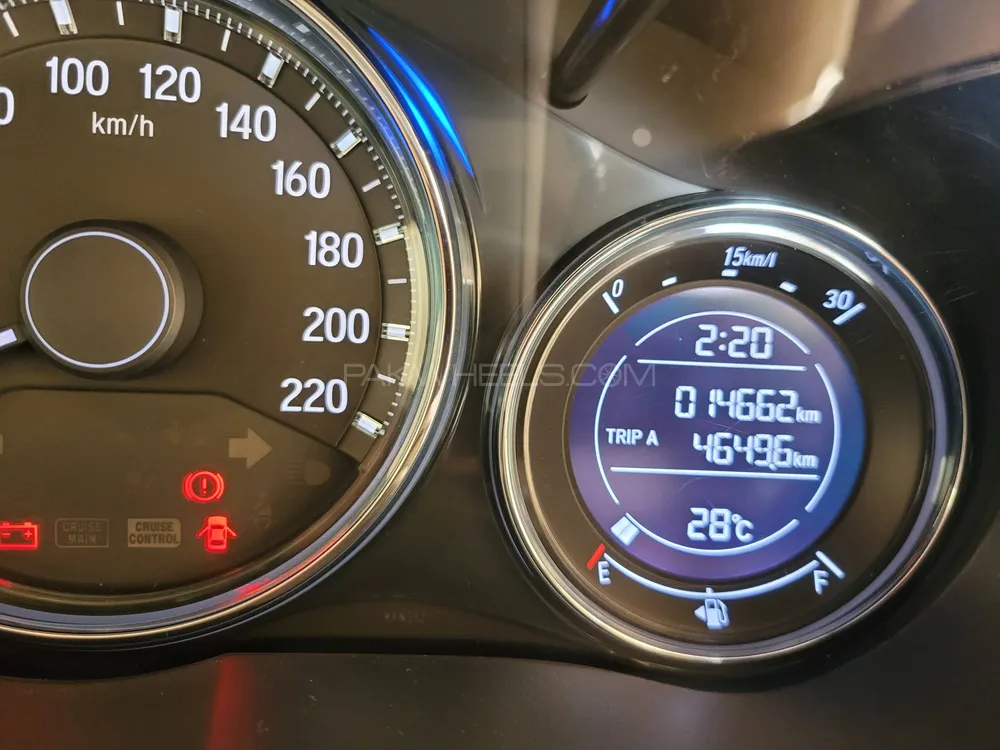 100
120
km/h
140
160
180
200
220
CRUISE
MAIN
CRUISE
CONTROL
0
15km/l
30
2:20
014662km
TRIP A
4649.6km
28°C
E
F
PAKWHEELS.COM